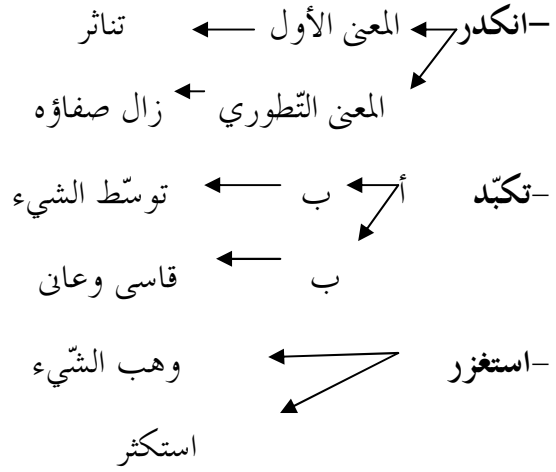 –انكدر المعنى الأول تناثر
المعنى التّطوري زال صفاؤه
–تكبّد أ ب توسّط الشيء
ب قاسى وعانى
–استغزر وهب الشّيء
استكثر